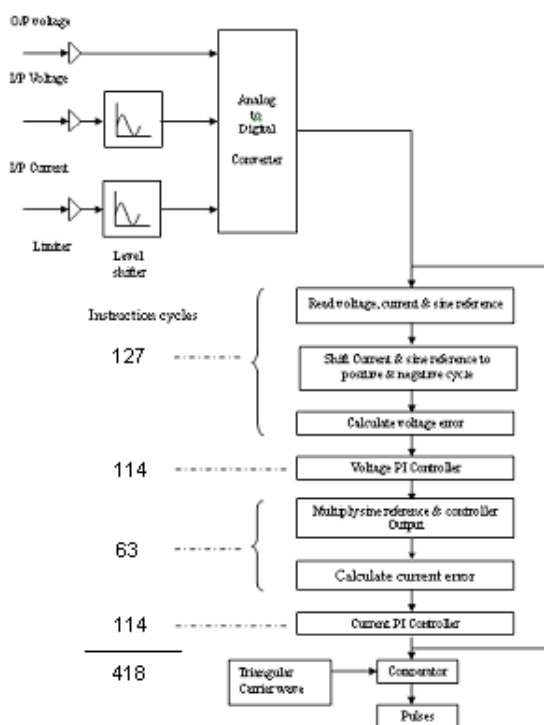 O/P voltage
I/P Voltage
Analog
to
Digital
Converter
I/P Current
Limiter
Level
shifter
Instruction cycles
Read voltage, current & sine reference
127
Shift Current & sine reference to
positive & negative cycle
Calculate voltage error
114
Voltage PI Controller
Multiply sine reference & controller
Output
63
Calculate current error
114
Current PI Controller
418
Triangular
Carrier wave
Comparator
Pulses